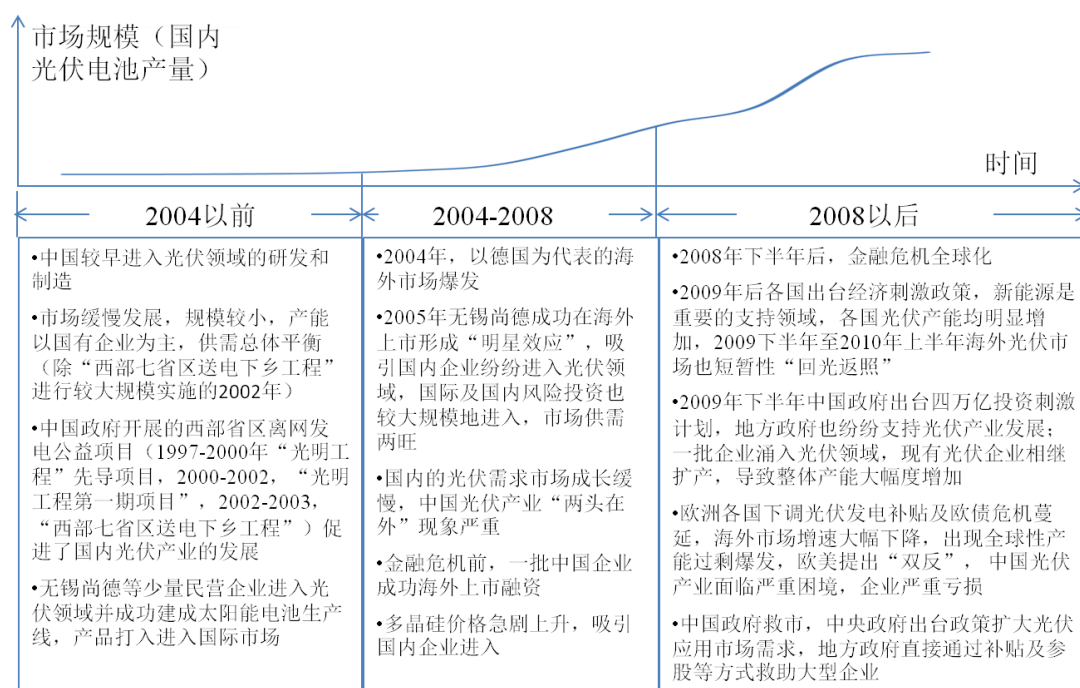 市场规模（国内
光伏电池产量）
时间
2004以前
2004-2008
2008以后
•中国较早进入光伏领域的研发和
制造
•市场缓慢发展，规模较小，产能
以国有企业为主，供需总体平衡
（除“西部七省区送电下乡工程”
进行较大规模实施的2002年）
•中国政府开展的西部省区离网发
电公益项目（1997-2000年“光明工
程”先导项目，2000-2002，“光明
工程第一期项目”，2002-2003，
“西部七省区送电下乡工程”）促
进了国内光伏产业的发展
•无锡尚德等少量民营企业进入光
伏领域并成功建成太阳能电池生产
线，产品打入进入国际市场
•2004年，以德国为代表的海
外市场爆发
•2005年无锡尚德成功在海外
上市形成“明星效应”，吸
引国内企业纷纷进入光伏领
域，国际及国内风险投资也
较大规模地进入，市场供需
两旺
•国内的光伏需求市场成长缓
慢，中国光伏产业“两头在
外”现象严重
•金融危机前，一批中国企业
成功海外上市融资
•多晶硅价格急剧上升，吸引
国内企业进入
•2008年下半年后，金融危机全球化
•2009年后各国出台经济刺激政策，新能源是
重要的支持领域，各国光伏产能均明显增
加，2009下半年至2010年上半年海外光伏市
场也短暂性“回光返照”
•2009年下半年中国政府出台四万亿投资刺激
计划，地方政府也纷纷支持光伏产业发展；
一批企业涌入光伏领域，现有光伏企业相继
扩产，导致整体产能大幅度增加
•欧洲各国下调光伏发电补贴及欧债危机蔓
延，海外市场增速大幅下降，出现全球性产
能过剩爆发，欧美提出“双反”，中国光伏
产业面临严重困境，企业严重亏损
•中国政府救市，中央政府出台政策扩大光伏
应用市场需求，地方政府直接通过补贴及参
股等方式救助大型企业